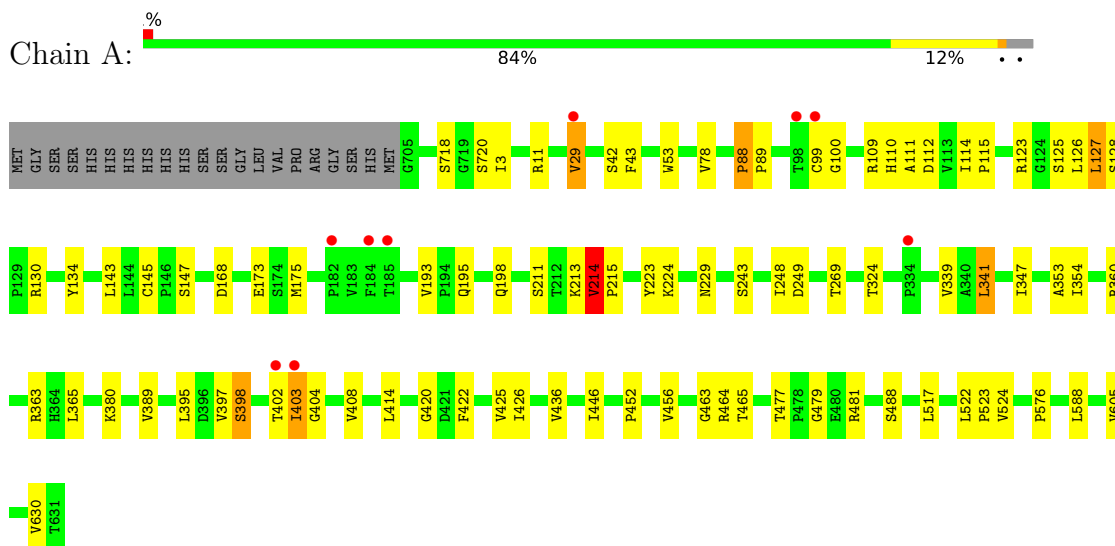 .%
Chain A:
84% 12% • •
MET GLY SER SER HIS HIS HIS HIS HIS HIS SER SER GLY LEU VAL PRO ARG GLY SER HIS MET G705 S718 G719 S720 I3 R11 V29 S42 F43 W53 V78 P88 P89 T98 C99 G100 R109 H110 A111 D112 V113 I114 P115 R123 G124 S125 L126 L127 S128
P129 R130 Y134 L143 L144 C145 P146 S147 D168 E173 S174 M175 P182 V183 F184 T185 V193 P194 Q195 Q198 S211 T212 K213 V214 P215 Y223 K224 N229 S243 I248 D249 T269 T324 P334 V339 A340 L341 I347 A353 I354
R363 H364 L365 K380 V389 L395 D396 V397 S398 T402 I403 G404 V408 L414 G420 D421 F422 V425 I426 V436 I446 P452 V456 G463 R464 T465 T477 P478 G479 E480 R481 S488 L517 L522 P523 V524 P576 L588
V630 T631